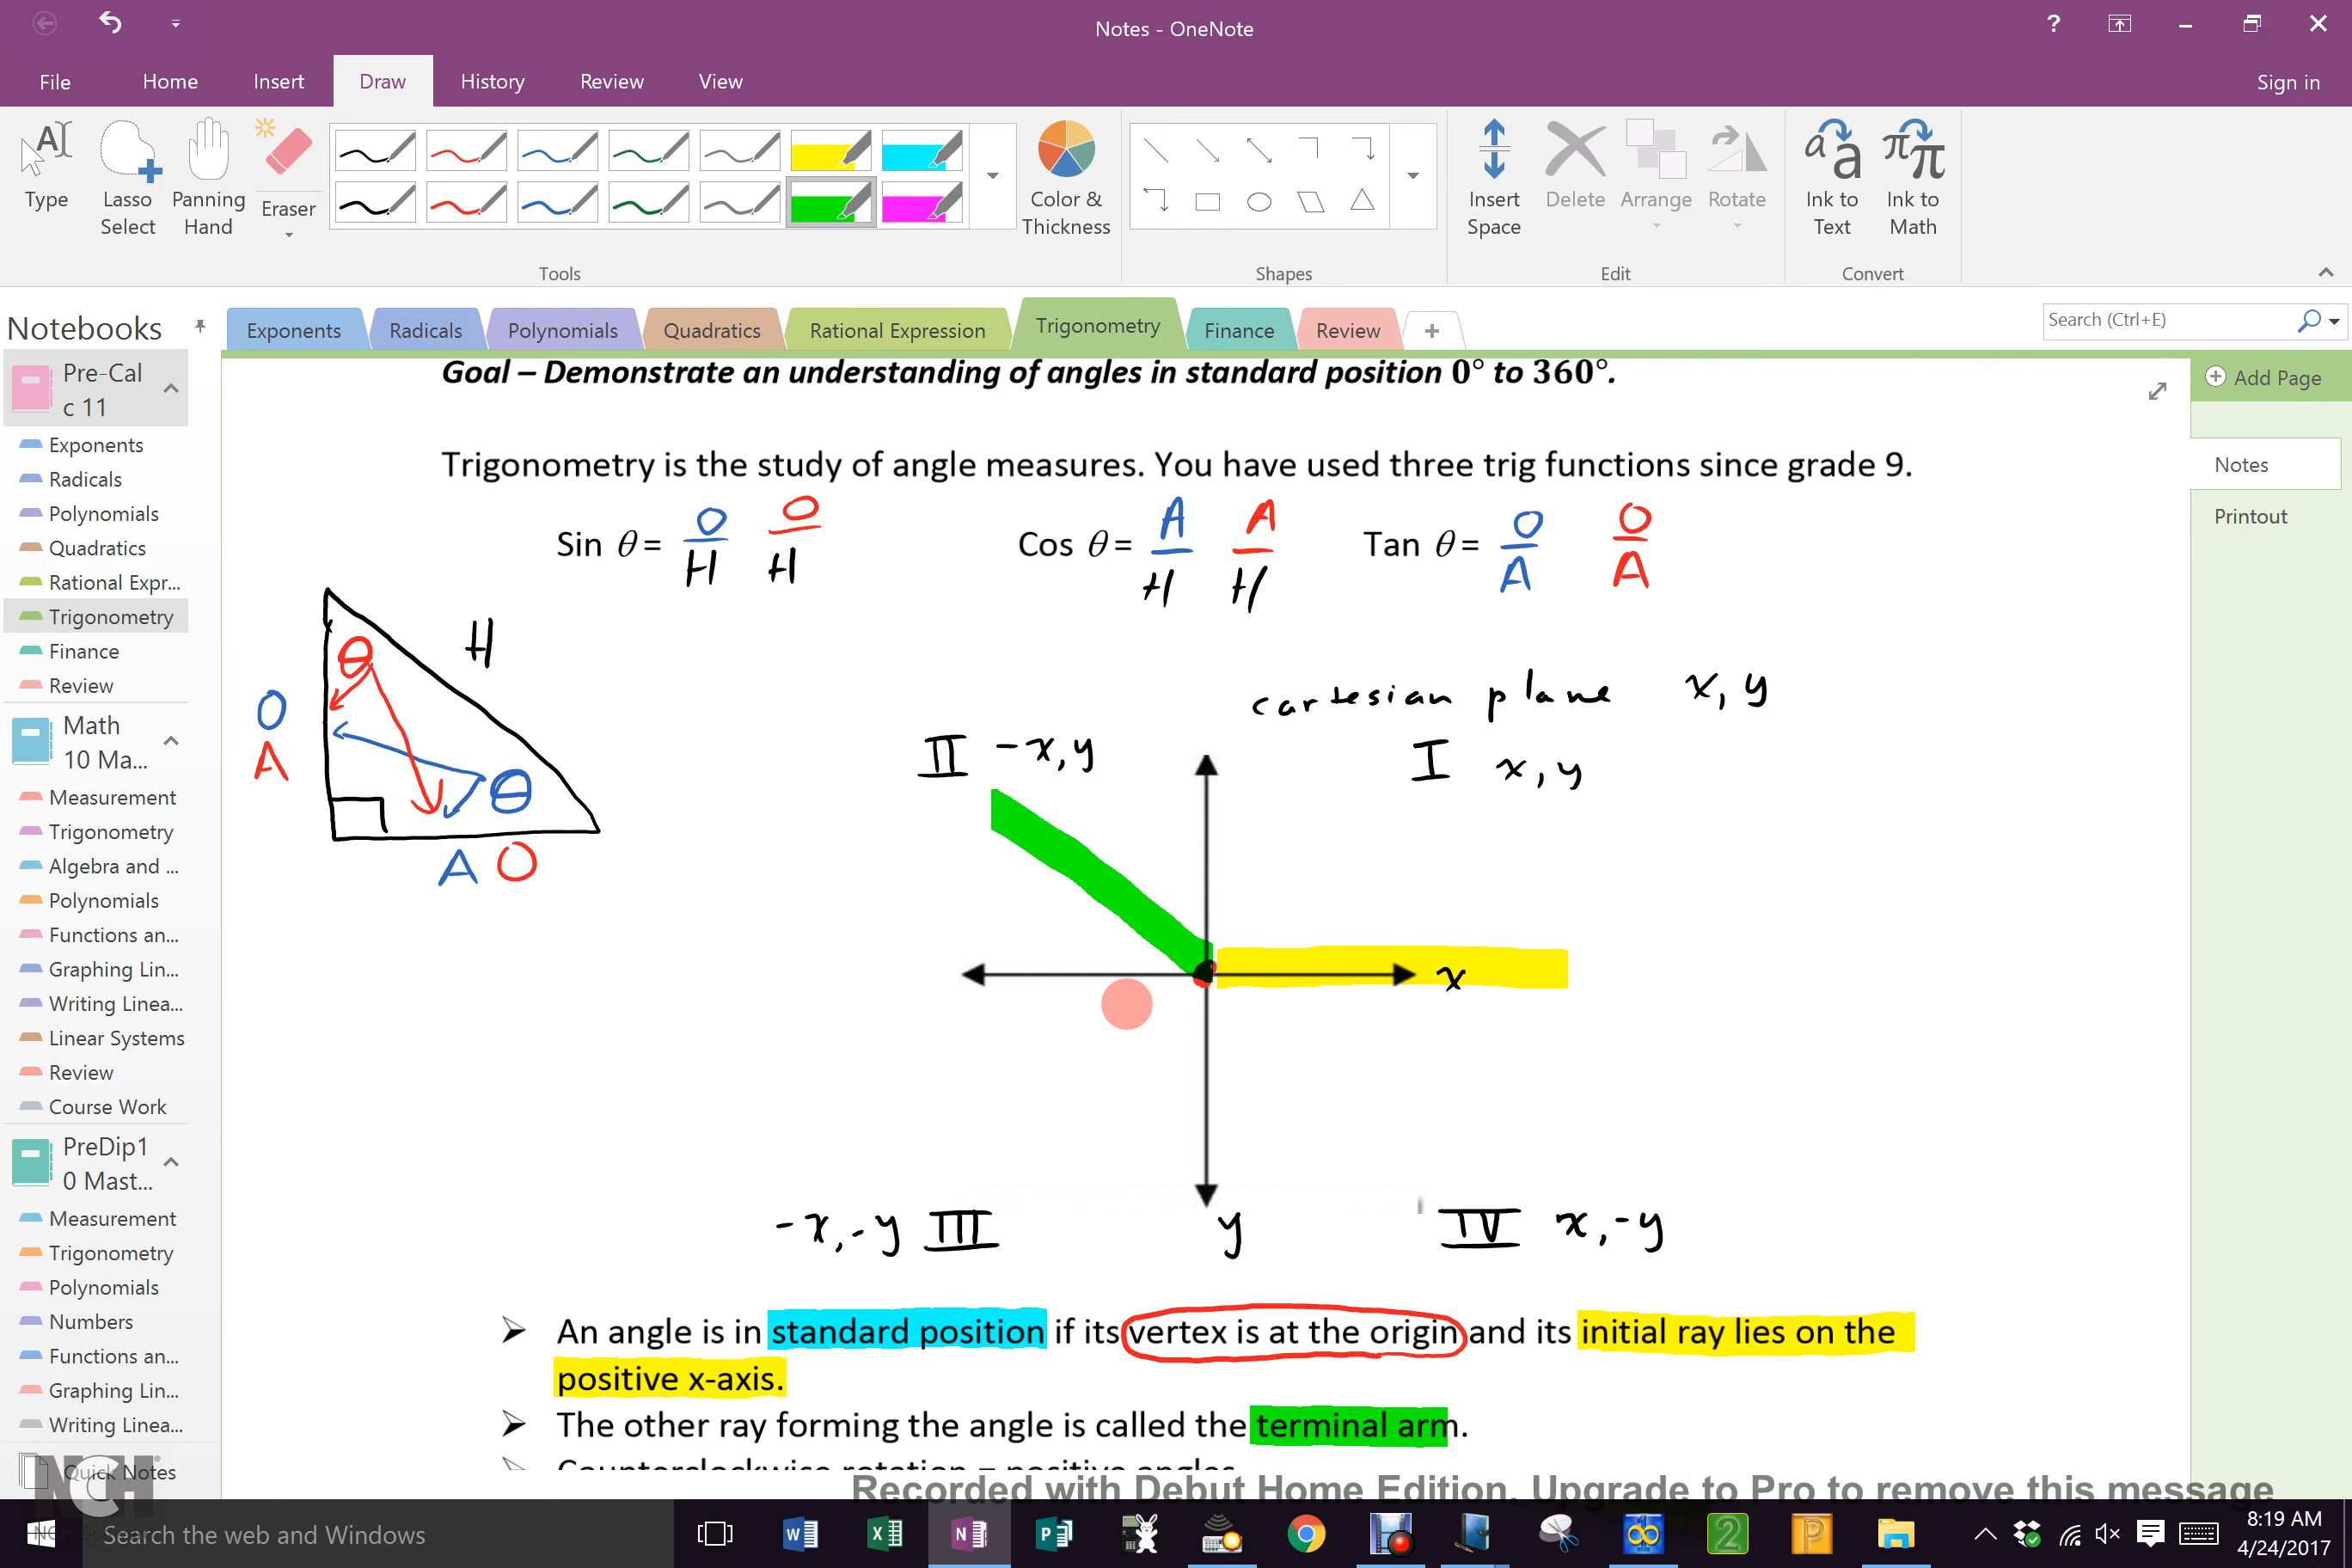 Notes - OneNote
?
File Home Insert Draw History Review View Sign in
Type
Lasso Select
Panning Hand
Eraser
Color & Thickness
Insert Space
Delete
Arrange
Rotate
Ink to Text
Ink to Math
Tools Shapes Edit Convert
Notebooks
Exponents Radicals Polynomials Quadratics Rational Expression Trigonometry Finance Review +
Search (Ctrl+E)
Pre-Cal
c 11
Exponents
Radicals
Polynomials
Quadratics
Rational Expr...
Trigonometry
Finance
Review
Math
10 Ma...
Measurement
Trigonometry
Algebra and ...
Polynomials
Functions an...
Graphing Lin...
Writing Linea...
Linear Systems
Review
Course Work
PreDip1
0 Mast...
Measurement
Trigonometry
Polynomials
Numbers
Functions an...
Graphing Lin...
Writing Linea...
Quick Notes
Add Page
Notes
Printout
Goal – Demonstrate an understanding of angles in standard position 0° to 360°.
Trigonometry is the study of angle measures. You have used three trig functions since grade 9.
Sin θ = O/H O/H Cos θ = A/H A/H Tan θ = O/A O/A
θ H
O
A
θ
A O
cartesian plane x, y
II -x, y I x, y
x
-x, -y III y IV x, -y
➢ An angle is in standard position if its vertex is at the origin and its initial ray lies on the
positive x-axis.
➢ The other ray forming the angle is called the terminal arm.
➢ Counterclockwise rotation = positive angles
Recorded with Debut Home Edition. Upgrade to Pro to remove this message
NCH
Search the web and Windows
8:19 AM
4/24/2017